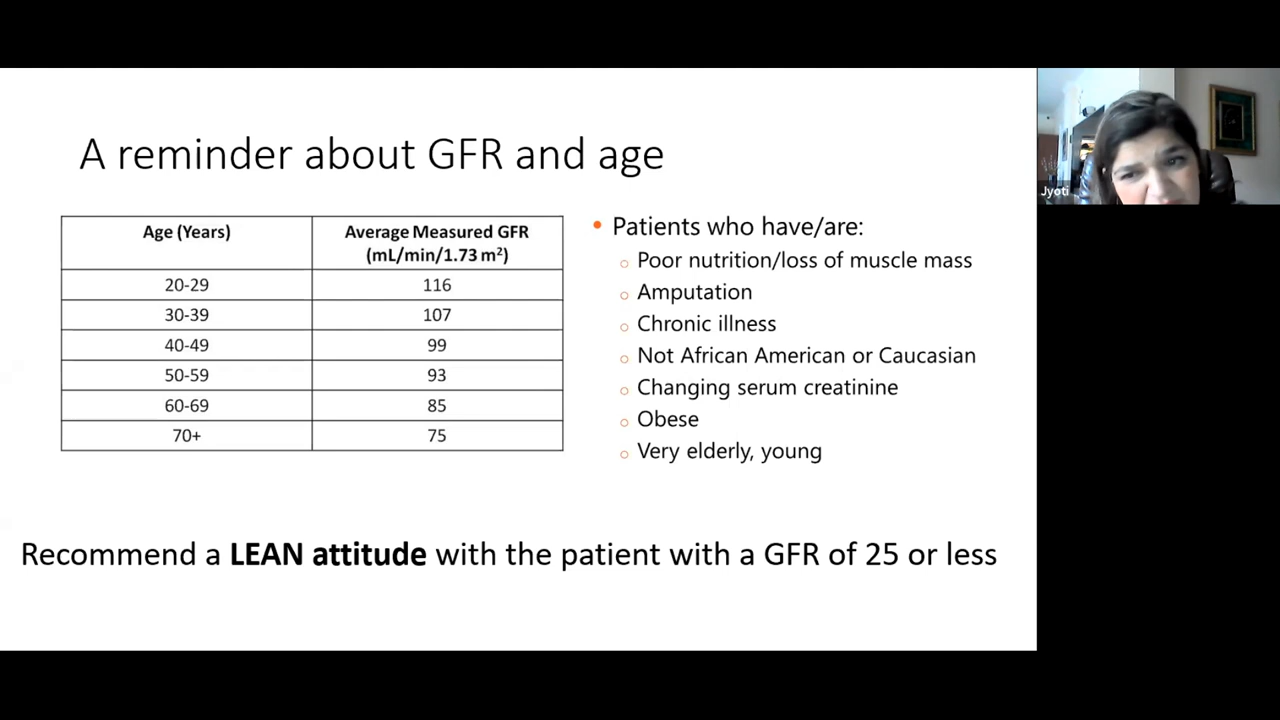 A reminder about GFR and age
Age (Years) Average Measured GFR
(mL/min/1.73 m²)
20-29 116
30-39 107
40-49 99
50-59 93
60-69 85
70+ 75
• Patients who have/are:
○ Poor nutrition/loss of muscle mass
○ Amputation
○ Chronic illness
○ Not African American or Caucasian
○ Changing serum creatinine
○ Obese
○ Very elderly, young
Recommend a LEAN attitude with the patient with a GFR of 25 or less
Jyoti